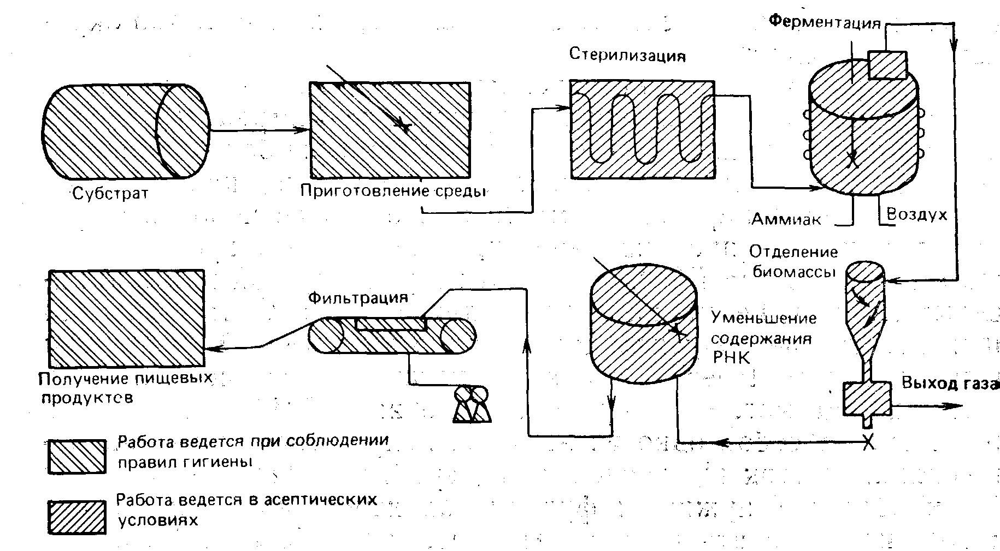 Ферментация
Стерилизация
Субстрат
Приготовление среды
Аммиак
Воздух
Отделение
биомассы
Фильтрация
Уменьшение
содержания
РНК
Получение пищевых
продуктов
Выход газа
Работа ведется при соблюдении
правил гигиены
Работа ведется в асептических
условиях